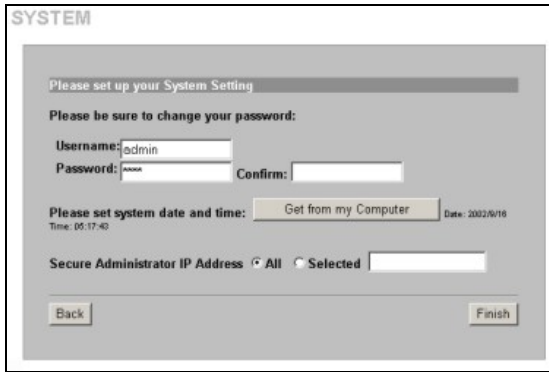 SYSTEM
Please set up your System Setting
Please be sure to change your password:
Username: admin
Password: **** Confirm:
Please set system date and time: Get from my Computer Date: 2002/9/16
Time: 05:17:43
Secure Administrator IP Address All Selected
Back Finish